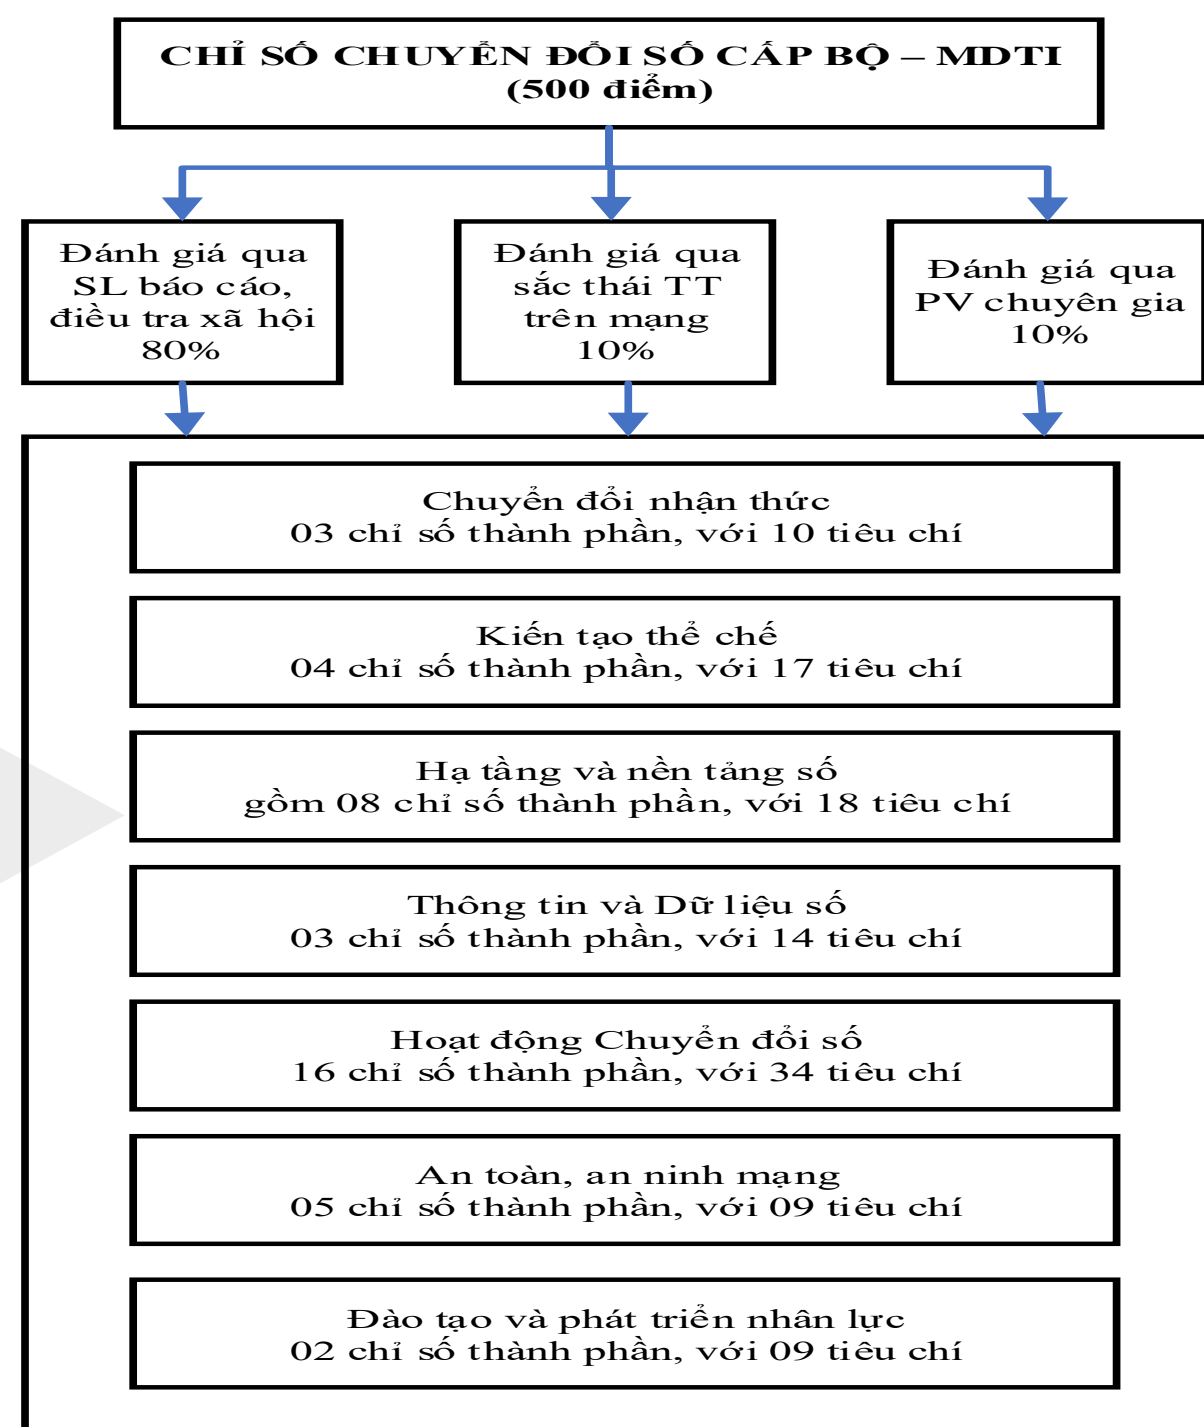 CHỈ SỐ CHUYỂN ĐỔI SỐ CẤP BỘ – MDTI
(500 điểm)
Đánh giá qua
SL báo cáo,
điều tra xã hội
80%
Đánh giá qua
sắc thái TT
trên mạng
10%
Đánh giá qua
PV chuyên gia
10%
Chuyển đổi nhận thức
03 chỉ số thành phần, với 10 tiêu chí
Kiến tạo thể chế
04 chỉ số thành phần, với 17 tiêu chí
Hạ tầng và nền tảng số
gồm 08 chỉ số thành phần, với 18 tiêu chí
Thông tin và Dữ liệu số
03 chỉ số thành phần, với 14 tiêu chí
Hoạt động Chuyển đổi số
16 chỉ số thành phần, với 34 tiêu chí
An toàn, an ninh mạng
05 chỉ số thành phần, với 09 tiêu chí
Đào tạo và phát triển nhân lực
02 chỉ số thành phần, với 09 tiêu chí